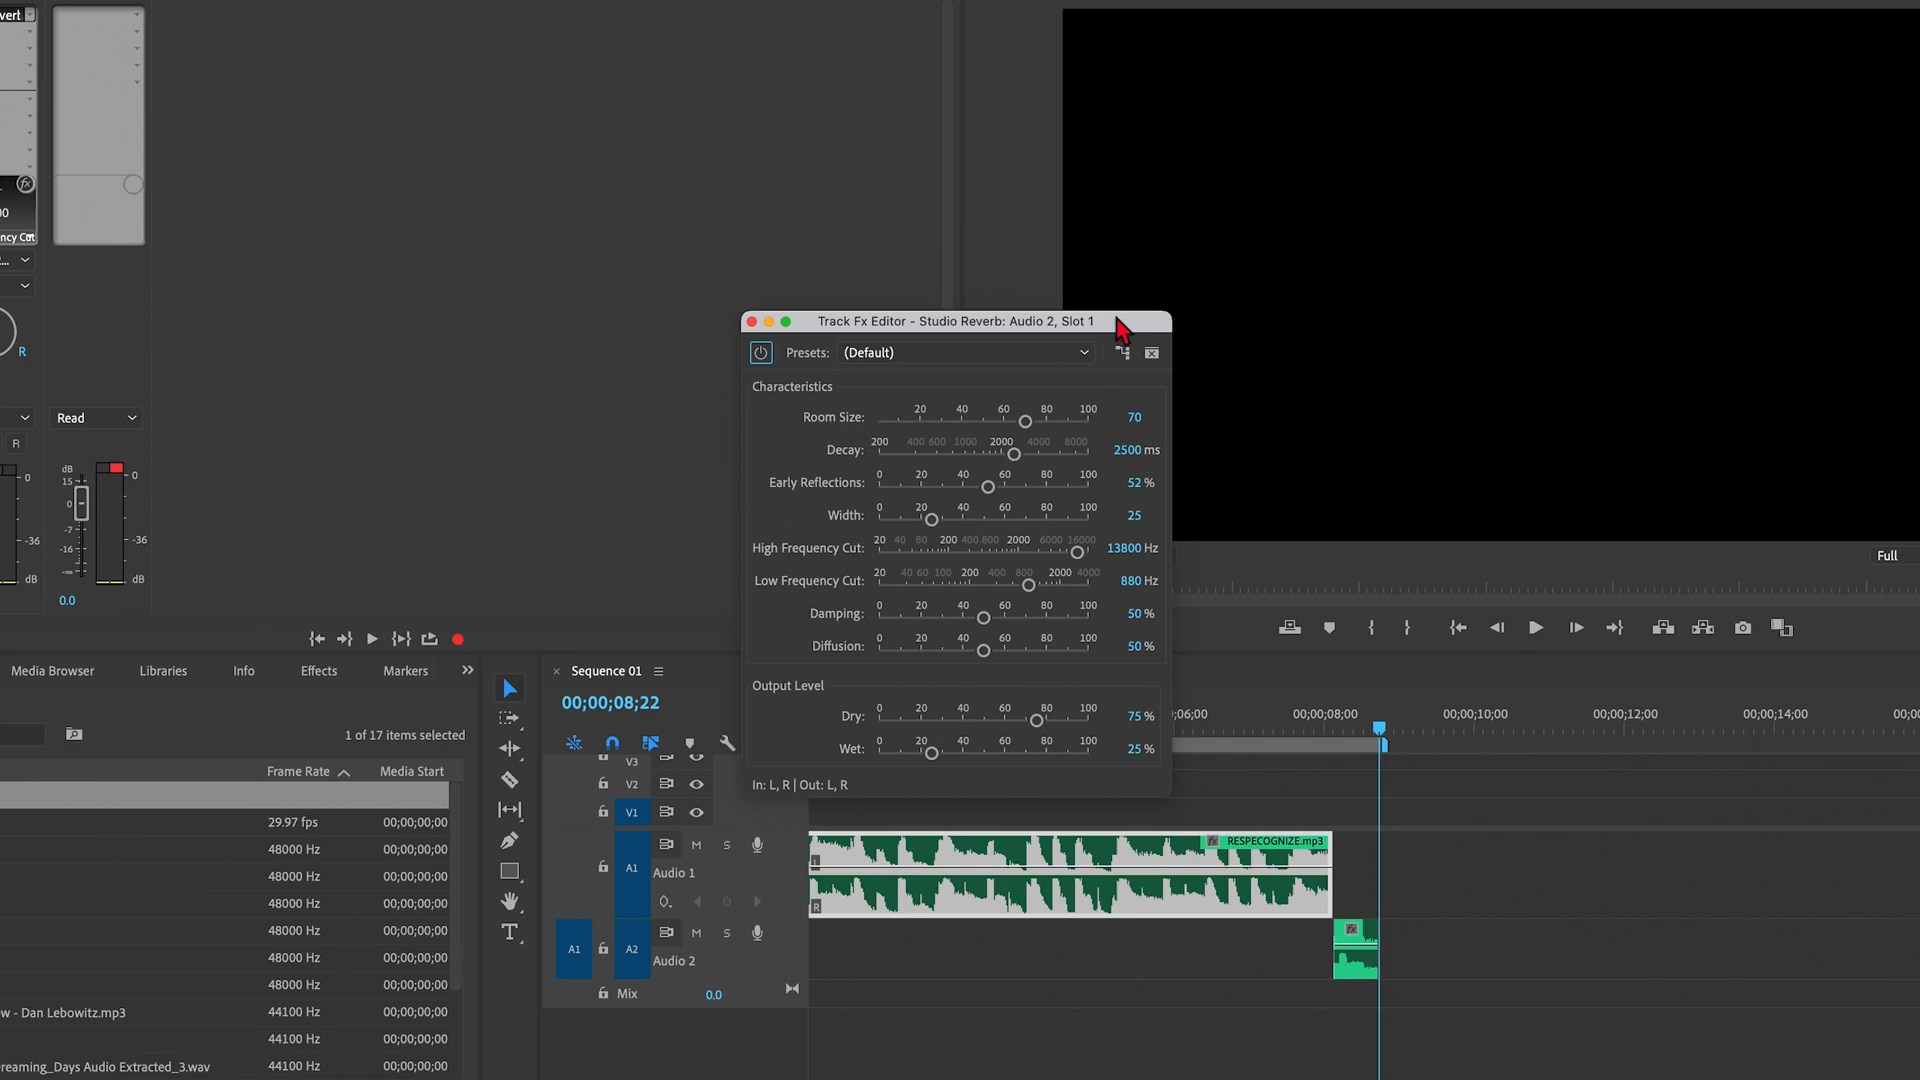 vert
00
ency Cut
R
Read
R
dB
15
0
-7
-16
-∞
0
-36
dB
0
-36
dB
0.0
Track Fx Editor - Studio Reverb: Audio 2, Slot 1
Presets: (Default)
Characteristics
20 40 60 80 100
Room Size: 70
200 400 600 1000 2000 4000 8000
Decay: 2500 ms
0 20 40 60 80 100
Early Reflections: 52 %
0 20 40 60 80 100
Width: 25
20 40 80 200 400 800 2000 6000 16000
High Frequency Cut: 13800 Hz
20 40 60 100 200 400 800 2000 4000
Low Frequency Cut: 880 Hz
0 20 40 60 80 100
Damping: 50 %
0 20 40 60 80 100
Diffusion: 50 %
Output Level
0 20 40 60 80 100
Dry: 75 %
0 20 40 60 80 100
Wet: 25 %
In: L, R | Out: L, R
Full
Media Browser Libraries Info Effects Markers
1 of 17 items selected
Frame Rate Media Start
29.97 fps 00;00;00;00
48000 Hz 00;00;00;00
48000 Hz 00;00;00;00
48000 Hz 00;00;00;00
48000 Hz 00;00;00;00
48000 Hz 00;00;00;00
48000 Hz 00;00;00;00
w - Dan Lebowitz.mp3 44100 Hz 00;00;00;00
44100 Hz 00;00;00;00
reaming_Days Audio Extracted_3.wav 44100 Hz 00;00;00;00
× Sequence 01
00;00;08;22
;06;00 00;00;08;00 00;00;10;00 00;00;12;00 00;00;14;00 00;00
V3
V2
V1
A1 M S
Audio 1
L
R
fx RESPECOGNIZE.mp3
A1 A2 M S
Audio 2
fx
Mix 0.0